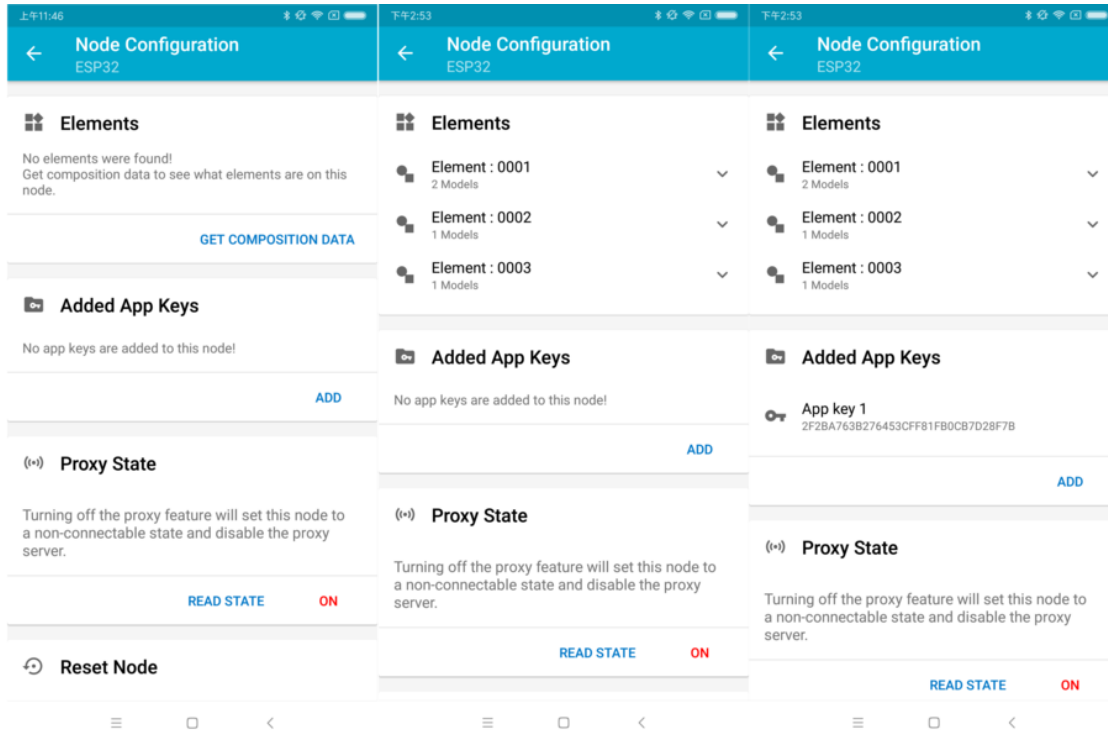 上午11:46
Node Configuration
ESP32
Elements
No elements were found!
Get composition data to see what elements are on this
node.
GET COMPOSITION DATA
Added App Keys
No app keys are added to this node!
ADD
Proxy State
Turning off the proxy feature will set this node to
a non-connectable state and disable the proxy
server.
READ STATE ON
Reset Node
下午2:53
Node Configuration
ESP32
Elements
Element : 0001
2 Models
Element : 0002
1 Models
Element : 0003
1 Models
Added App Keys
No app keys are added to this node!
ADD
Proxy State
Turning off the proxy feature will set this node to
a non-connectable state and disable the proxy
server.
READ STATE ON
下午2:53
Node Configuration
ESP32
Elements
Element : 0001
2 Models
Element : 0002
1 Models
Element : 0003
1 Models
Added App Keys
App key 1
2F2BA763B276453CFF81FB0CB7D28F7B
ADD
Proxy State
Turning off the proxy feature will set this node to
a non-connectable state and disable the proxy
server.
READ STATE ON